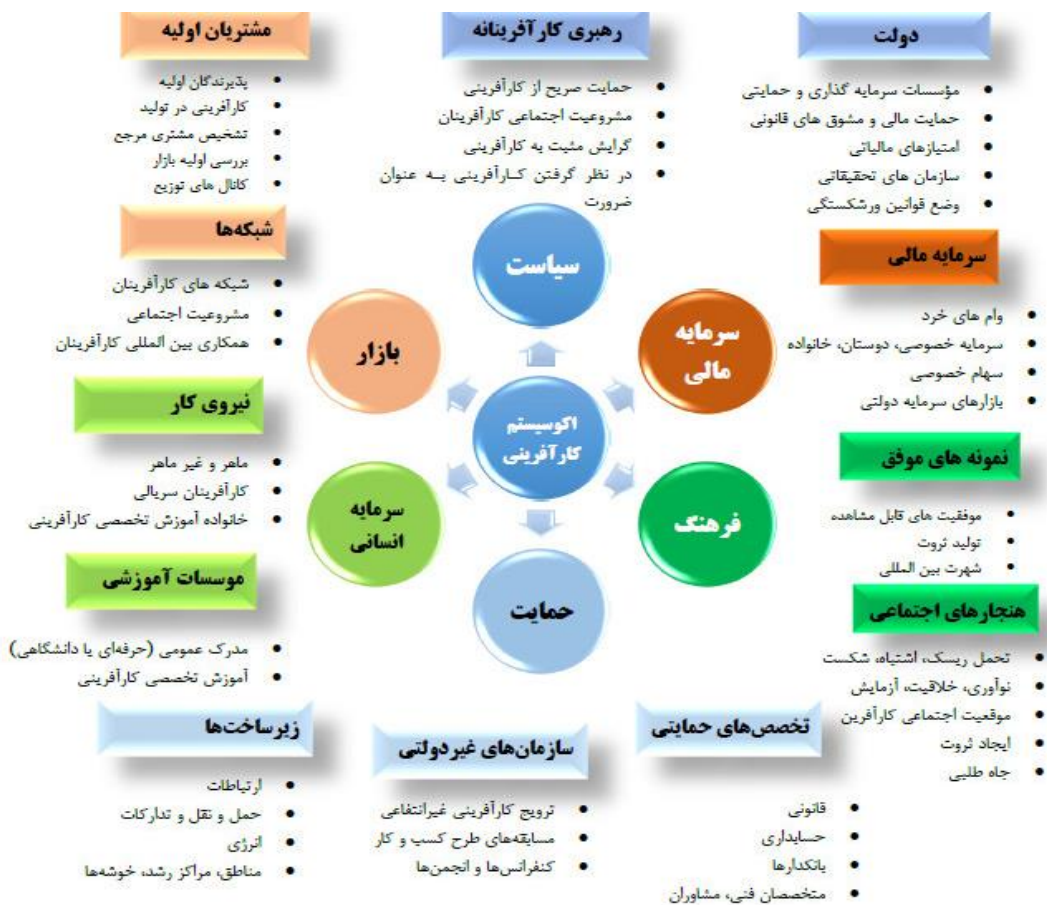 دولت
مؤسسات سرمایه گذاری و حمایتی
حمایت مالی و مشوق های قانونی
امتیازهای مالیاتی
سازمان های تحقیقاتی
وضع قوانین ورشکستگی
رهبری کارآفرینانه
حمایت صریح از کارآفرینی
مشروعیت اجتماعی کارآفرینان
گرایش مثبت به کارآفرینی
در نظر گرفتن کارآفرینی به عنوان
ضرورت
مشتریان اولیه
پذیرندگان اولیه
کارآفرینی در تولید
تشخیص مشتری مرجع
بررسی اولیه بازار
کانال های توزیع
شبکه‌ها
شبکه های کارآفرینان
مشروعیت اجتماعی
همکاری بین المللی کارآفرینان
سرمایه مالی
وام های خرد
سرمایه خصوصی، دوستان، خانواده
سهام خصوصی
بازارهای سرمایه دولتی
سیاست
سرمایه
مالی
بازار
اکوسیستم
کارآفرینی
فرهنگ
سرمایه
انسانی
حمایت
نیروی کار
ماهر و غیر ماهر
کارآفرینان سریالی
خانواده آموزش تخصصی کارآفرینی
نمونه های موفق
موفقیت های قابل مشاهده
تولید ثروت
شهرت بین المللی
موسسات آموزشی
مدرک عمومی (حرفه‌ای یا دانشگاهی)
آموزش تخصصی کارآفرینی
هنجارهای اجتماعی
تحمل ریسک، اشتباه، شکست
نوآوری، خلاقیت، آزمایش
موقعیت اجتماعی کارآفرین
ایجاد ثروت
جاه طلبی
تخصص‌های حمایتی
قانونی
حسابداری
بانکدارها
متخصصان فنی، مشاوران
سازمان‌های غیردولتی
ترویج کارآفرینی غیرانتفاعی
مسابقه‌های طرح کسب و کار
کنفرانس‌ها و انجمن‌ها
زیرساخت‌ها
ارتباطات
حمل و نقل و تدارکات
انرژی
مناطق، مراکز رشد، خوشه‌ها